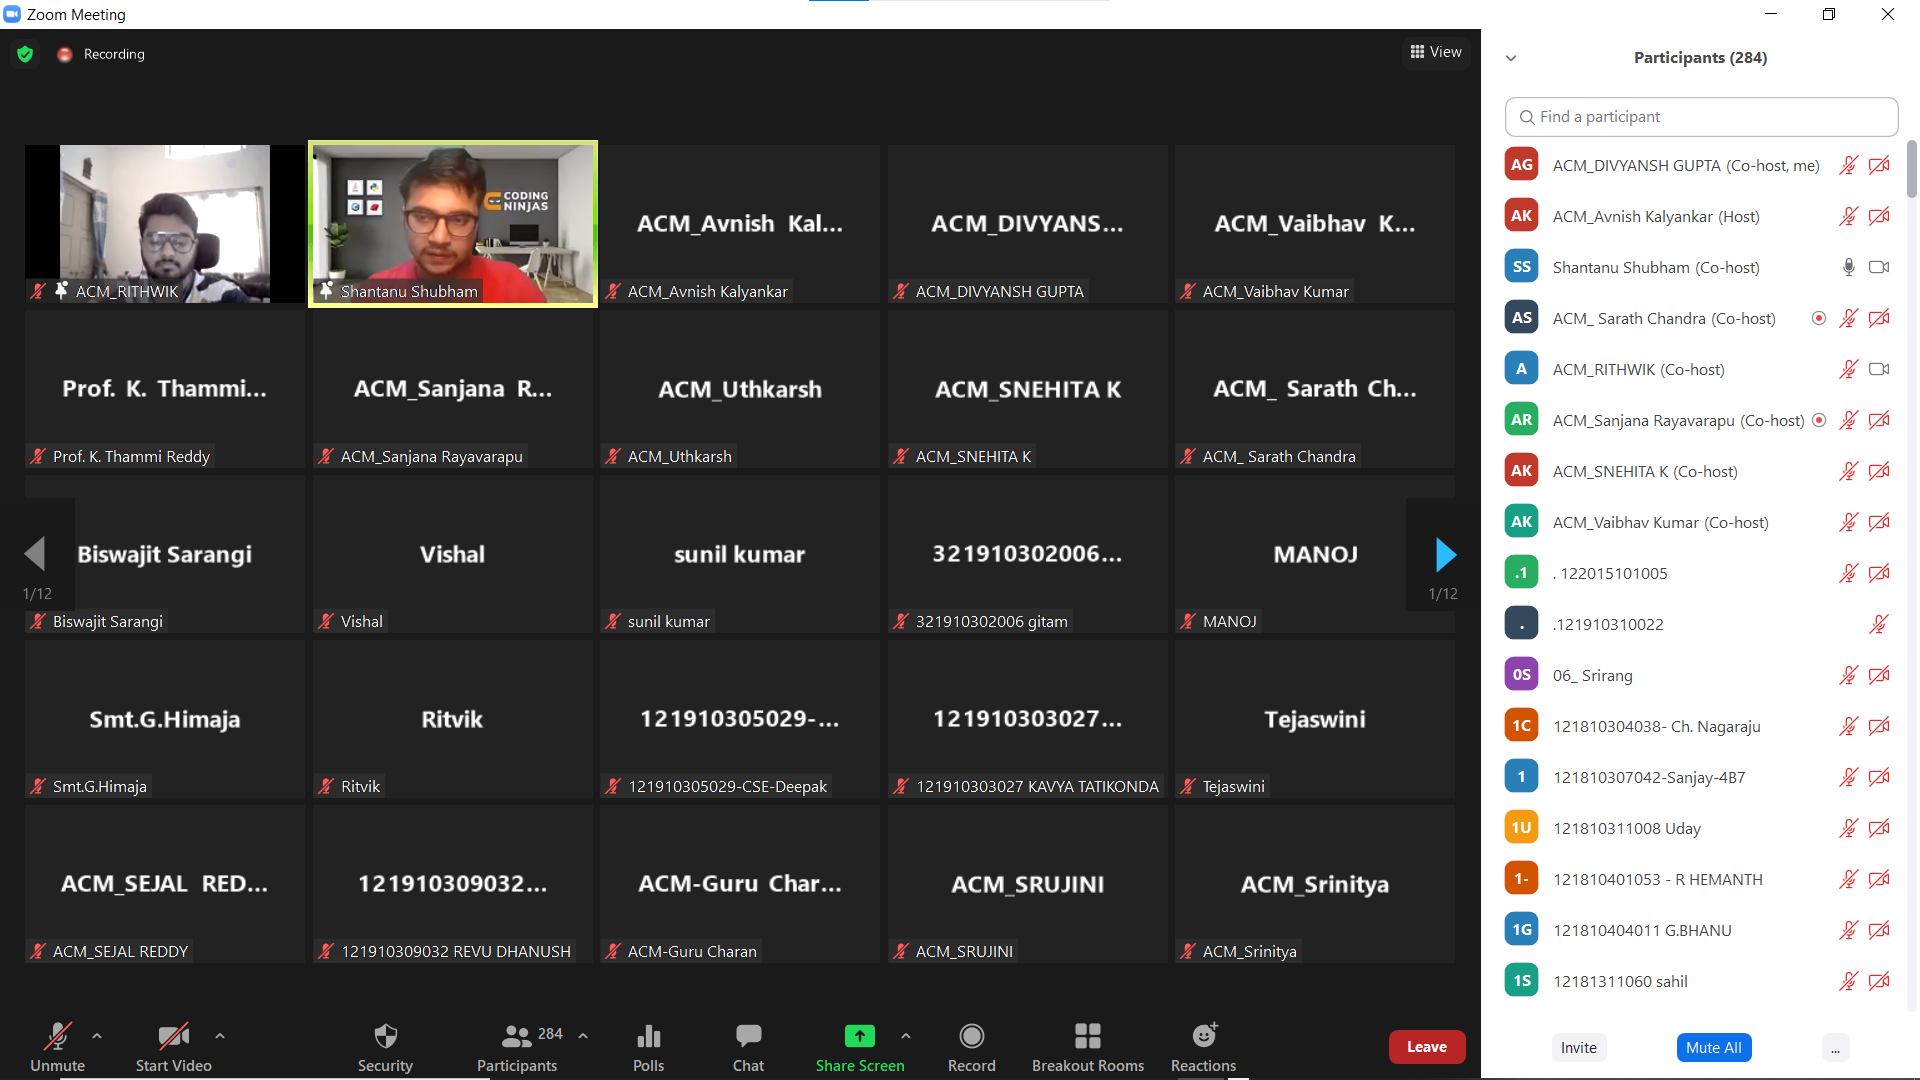 Zoom Meeting
Recording
View
CODING
NINJAS
ACM_RITHWIK
Shantanu Shubham
ACM_Avnish Kal...
ACM_Avnish Kalyankar
ACM_DIVYANS...
ACM_DIVYANSH GUPTA
ACM_Vaibhav K...
ACM_Vaibhav Kumar
Prof. K. Thammi...
Prof. K. Thammi Reddy
ACM_Sanjana R...
ACM_Sanjana Rayavarapu
ACM_Uthkarsh
ACM_Uthkarsh
ACM_SNEHITA K
ACM_SNEHITA K
ACM_ Sarath Ch...
ACM_ Sarath Chandra
1/12
Biswajit Sarangi
Biswajit Sarangi
Vishal
Vishal
sunil kumar
sunil kumar
321910302006...
321910302006 gitam
MANOJ
MANOJ
1/12
Smt.G.Himaja
Smt.G.Himaja
Ritvik
Ritvik
121910305029-...
121910305029-CSE-Deepak
121910303027...
121910303027 KAVYA TATIKONDA
Tejaswini
Tejaswini
ACM_SEJAL RED...
ACM_SEJAL REDDY
121910309032...
121910309032 REVU DHANUSH
ACM-Guru Char...
ACM-Guru Charan
ACM_SRUJINI
ACM_SRUJINI
ACM_Srinitya
ACM_Srinitya
Unmute
Start Video
Security
284
Participants
Polls
Chat
Share Screen
Record
Breakout Rooms
Reactions
Leave
Participants (284)
Find a participant
AG ACM_DIVYANSH GUPTA (Co-host, me)
AK ACM_Avnish Kalyankar (Host)
SS Shantanu Shubham (Co-host)
AS ACM_ Sarath Chandra (Co-host)
A ACM_RITHWIK (Co-host)
AR ACM_Sanjana Rayavarapu (Co-host)
AK ACM_SNEHITA K (Co-host)
AK ACM_Vaibhav Kumar (Co-host)
.1 . 122015101005
. .121910310022
0S 06_ Srirang
1C 121810304038- Ch. Nagaraju
1 121810307042-Sanjay-4B7
1U 121810311008 Uday
1- 121810401053 - R HEMANTH
1G 121810404011 G.BHANU
1S 12181311060 sahil
Invite
Mute All
...